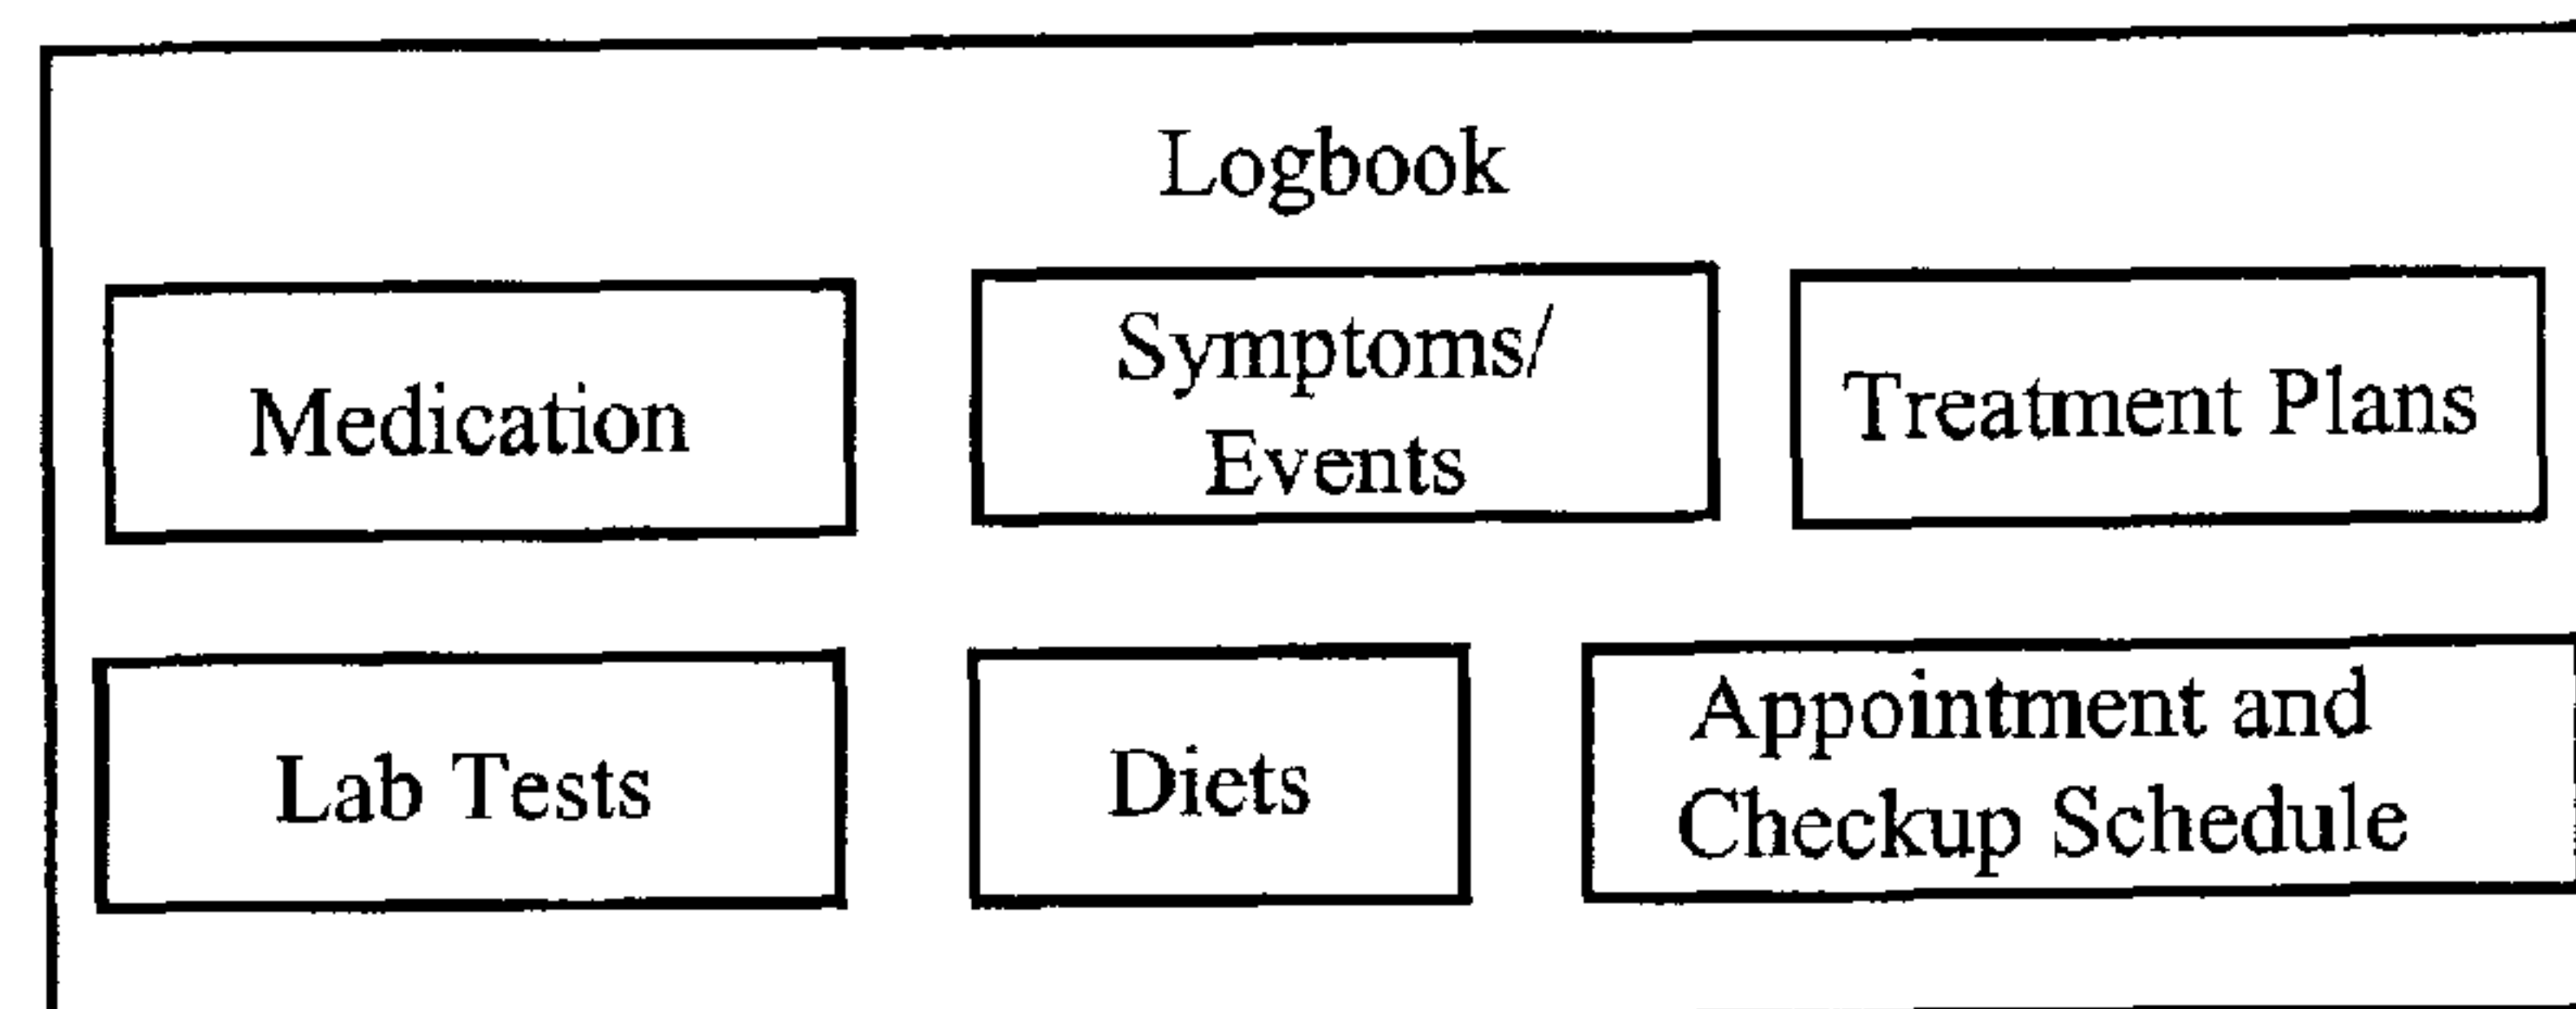 Logbook
Medication
Symptoms/
Events
Treatment Plans
Lab Tests
Diets
Appointment and
Checkup Schedule